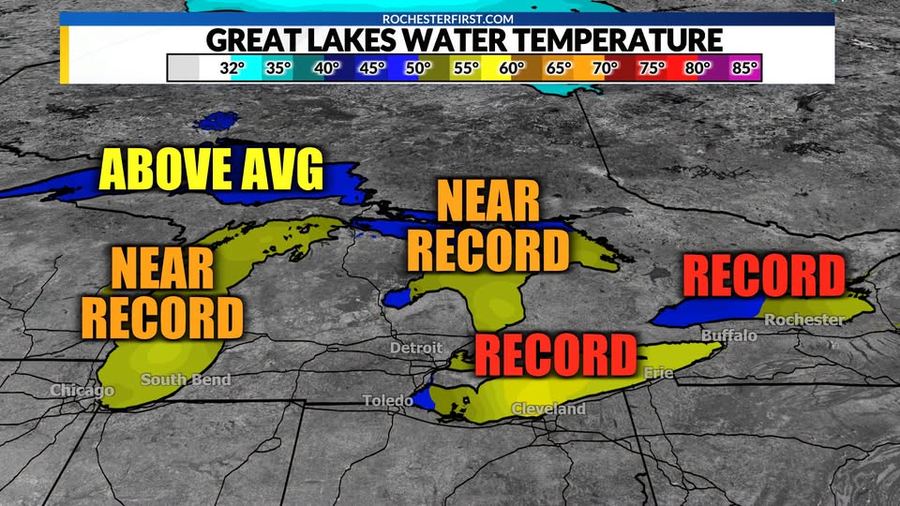 ROCHESTERFIRST.COM
GREAT LAKES WATER TEMPERATURE
32° 35° 40° 45° 50° 55° 60° 65° 70° 75° 80° 85°
ABOVE AVG
NEAR
RECORD
NEAR
RECORD
RECORD
Rochester
Buffalo
Detroit
RECORD
Erie
Chicago
South Bend
Toledo
Cleveland